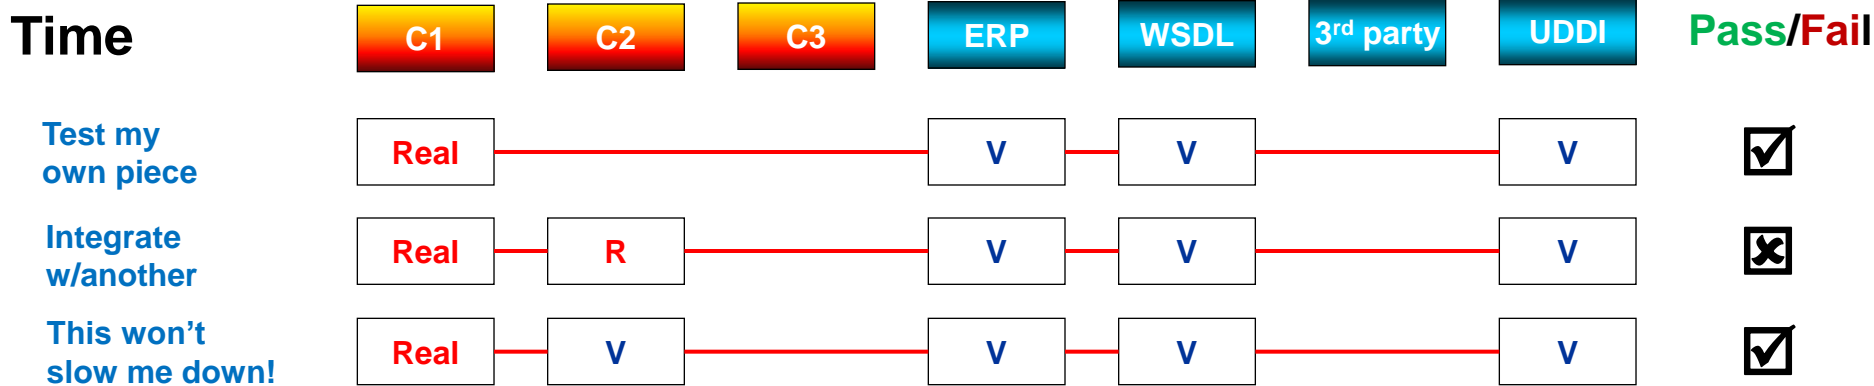 Time C1 C2 C3 ERP WSDL 3rd party UDDI Pass/Fail
Test my
own piece
Real V V V
Integrate
w/another
Real R V V V
This won’t
slow me down!
Real V V V V